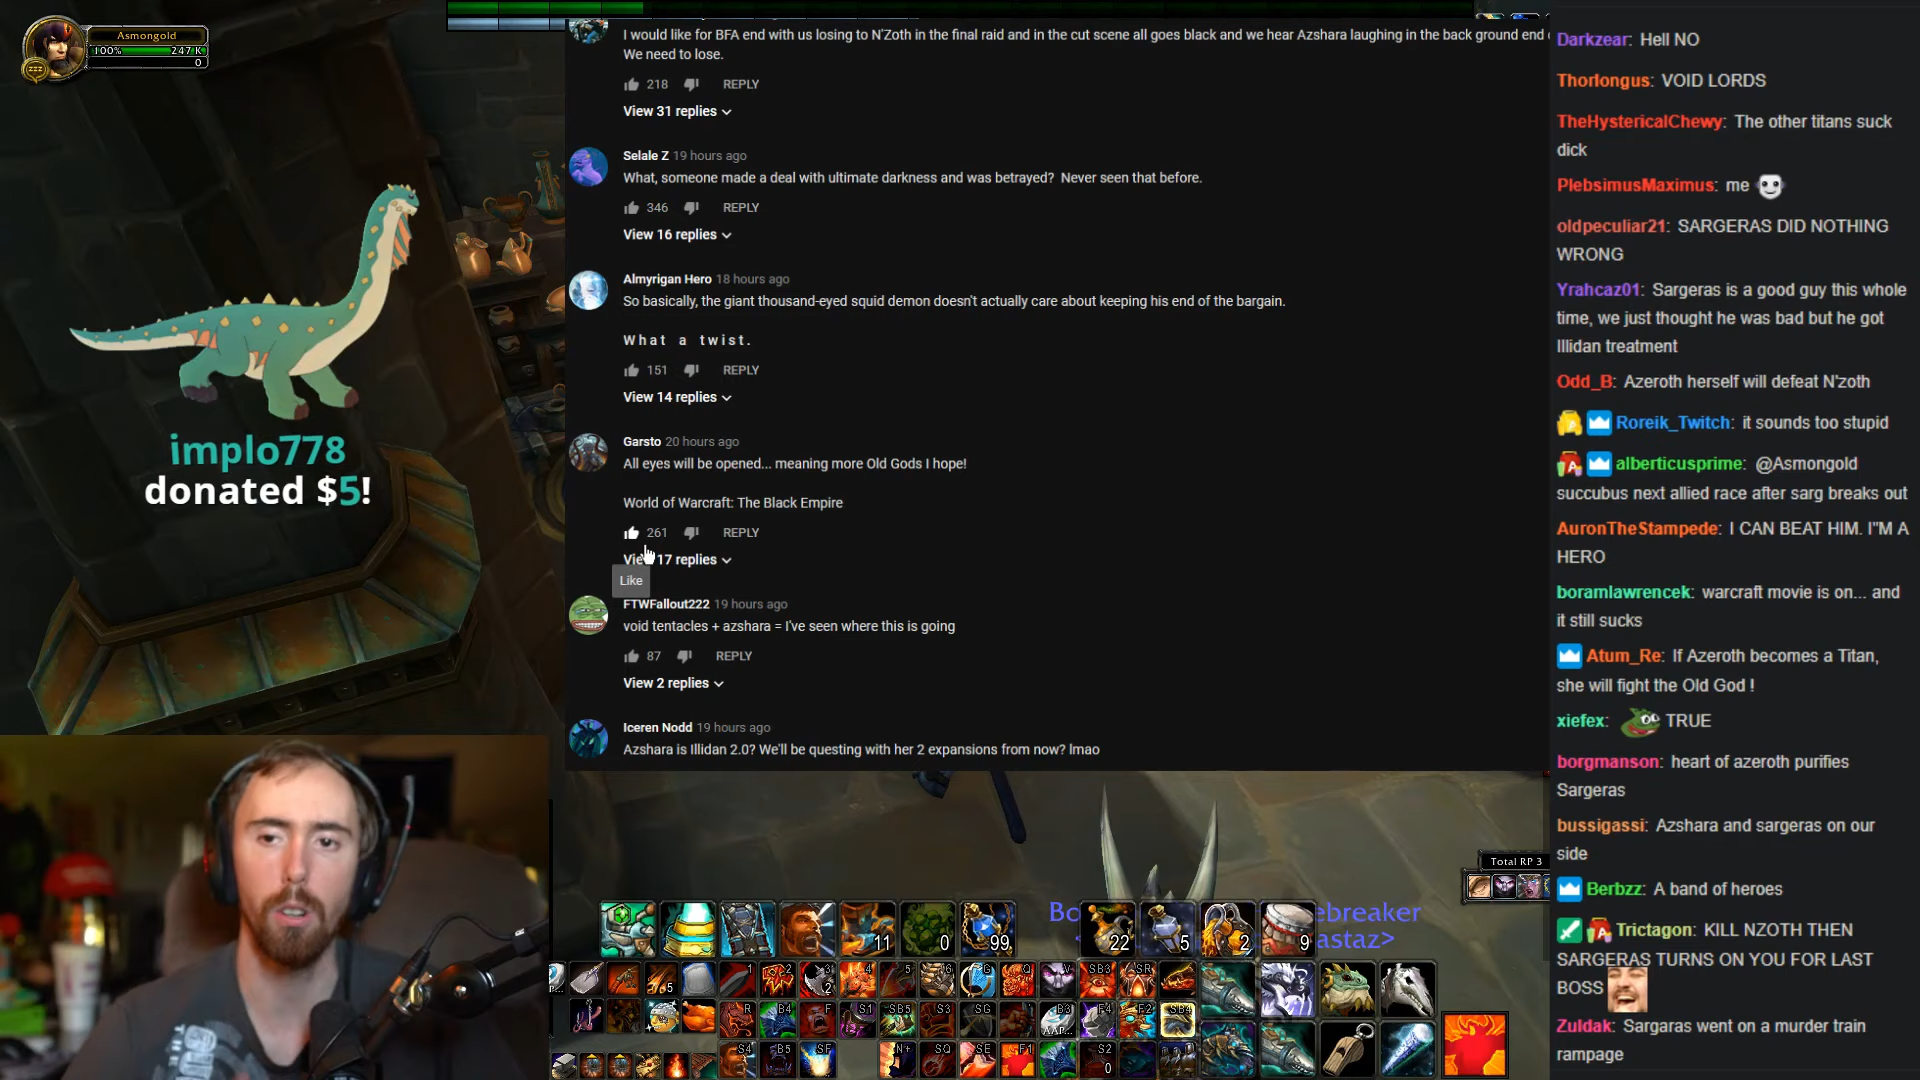 Asmongold
100%
247 K
0
I would like for BFA end with us losing to N'Zoth in the final raid and in the cut scene all goes black and we hear Azshara laughing in the back ground end
We need to lose.
218 REPLY
View 31 replies
Selale Z 19 hours ago
What, someone made a deal with ultimate darkness and was betrayed? Never seen that before.
346 REPLY
View 16 replies
Almyrigan Hero 18 hours ago
So basically, the giant thousand-eyed squid demon doesn't actually care about keeping his end of the bargain.
What a twist.
151 REPLY
View 14 replies
Garsto 20 hours ago
All eyes will be opened... meaning more Old Gods I hope!
World of Warcraft: The Black Empire
261 REPLY
View 17 replies
Like
FTWFallout222 19 hours ago
void tentacles + azshara = I've seen where this is going
87 REPLY
View 2 replies
Iceren Nodd 19 hours ago
Azshara is Illidan 2.0? We'll be questing with her 2 expansions from now? lmao
implo778
donated $5!
Darkzear: Hell NO
Thorlongus: VOID LORDS
TheHystericalChewy: The other titans suck
dick
PlebsimusMaximus: me
oldpeculiar21: SARGERAS DID NOTHING
WRONG
Yrahcaz01: Sargeras is a good guy this whole
time, we just thought he was bad but he got
Illidan treatment
Odd_B: Azeroth herself will defeat N'zoth
Roreik_Twitch: it sounds too stupid
alberticusprime: @Asmongold
succubus next allied race after sarg breaks out
AuronTheStampede: I CAN BEAT HIM. I"M A
HERO
boramlawrencek: warcraft movie is on... and
it still sucks
Atum_Re: If Azeroth becomes a Titan,
she will fight the Old God !
xiefex: TRUE
borgmanson: heart of azeroth purifies
Sargeras
bussigassi: Azshara and sargeras on our
side
Berbzz: A band of heroes
Trictagon: KILL NZOTH THEN
SARGERAS TURNS ON YOU FOR LAST
BOSS
Zuldak: Sargaras went on a murder train
rampage
Total RP 3
Bo ebreaker
astaz>
11 0 99 22 5 2 9